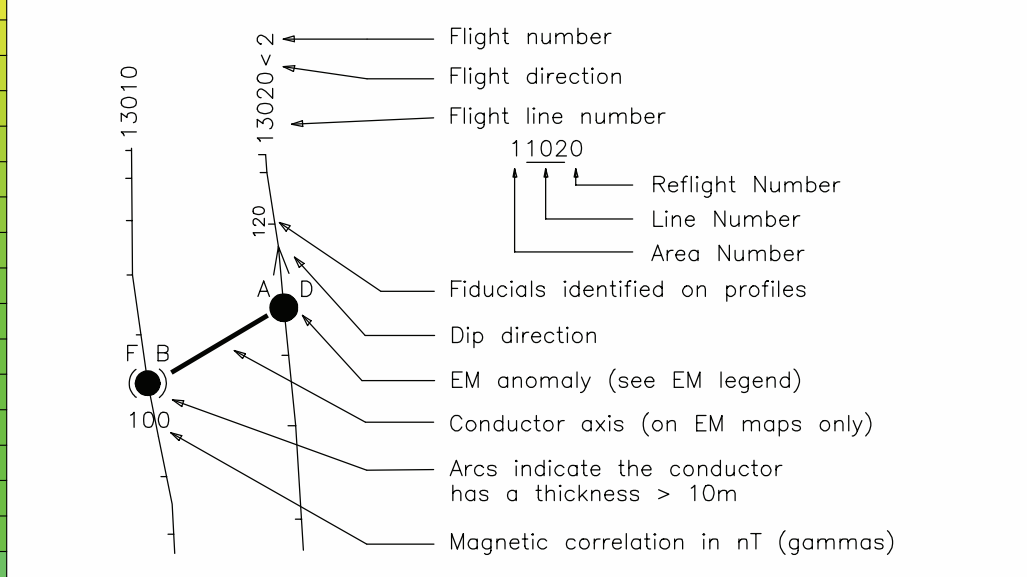 13010
13020 < 2
Flight number
Flight direction
Flight line number
11020
Reflight Number
Line Number
Area Number
120
Fiducials identified on profiles
A D
Dip direction
EM anomaly (see EM legend)
F B
Conductor axis (on EM maps only)
100
Arcs indicate the conductor
has a thickness > 10m
Magnetic correlation in nT (gammas)